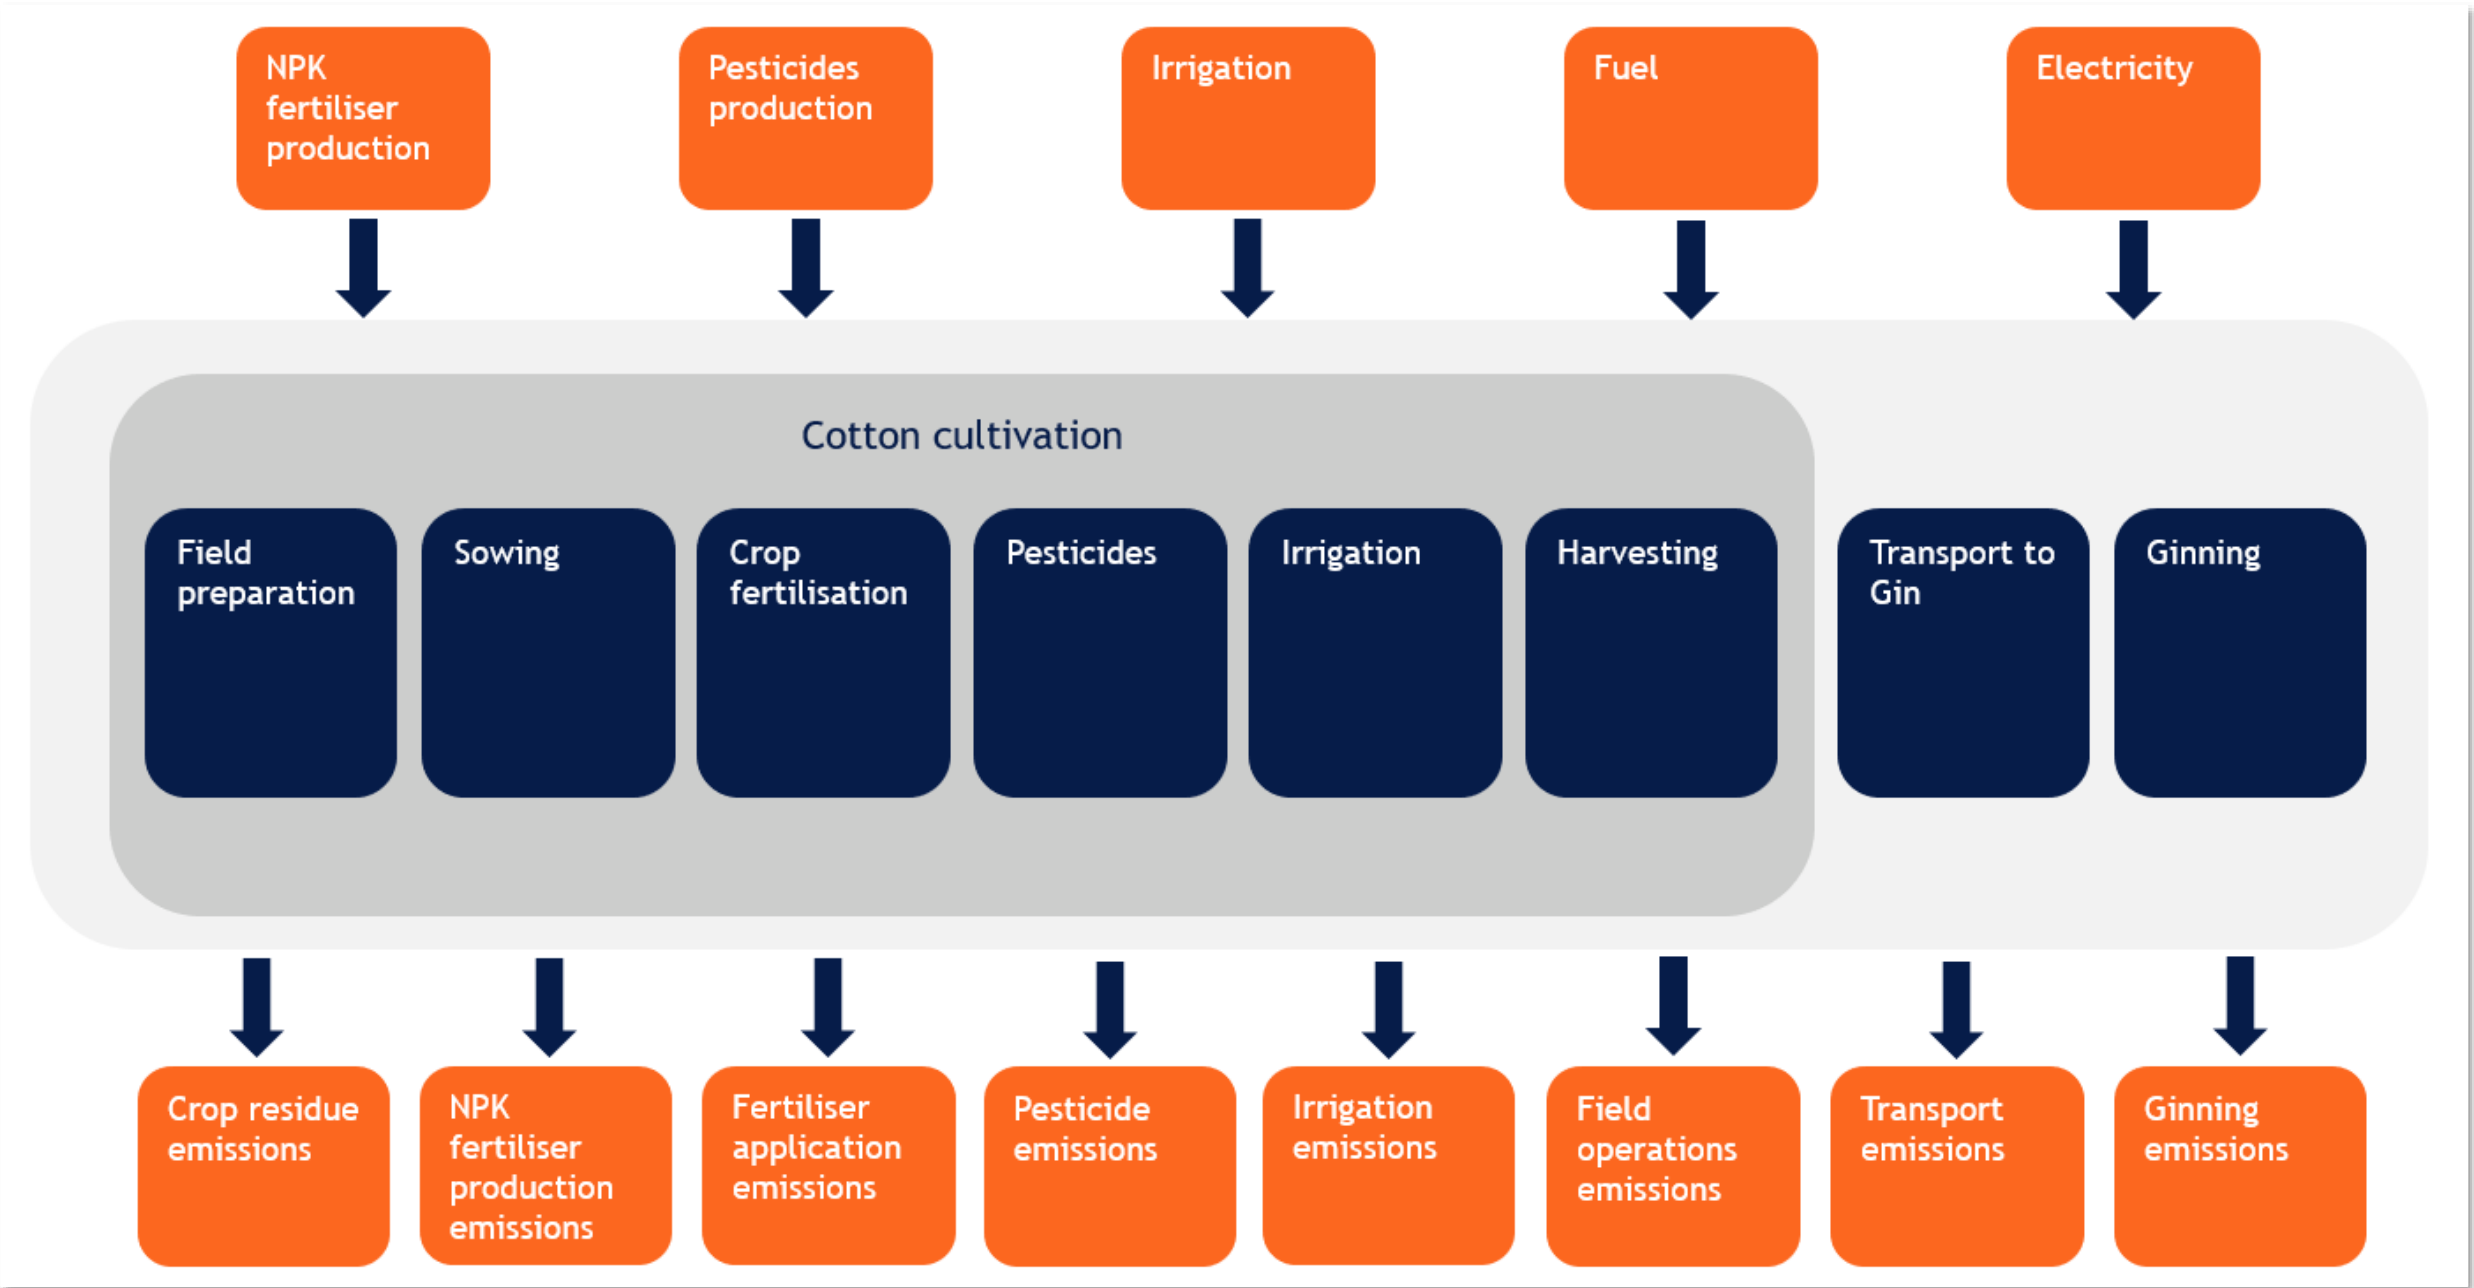 NPK
fertiliser
production
Pesticides
production
Irrigation
Fuel
Electricity
Cotton cultivation
Field
preparation
Sowing
Crop
fertilisation
Pesticides
Irrigation
Harvesting
Transport to
Gin
Ginning
Crop residue
emissions
NPK
fertiliser
production
emissions
Fertiliser
application
emissions
Pesticide
emissions
Irrigation
emissions
Field
operations
emissions
Transport
emissions
Ginning
emissions